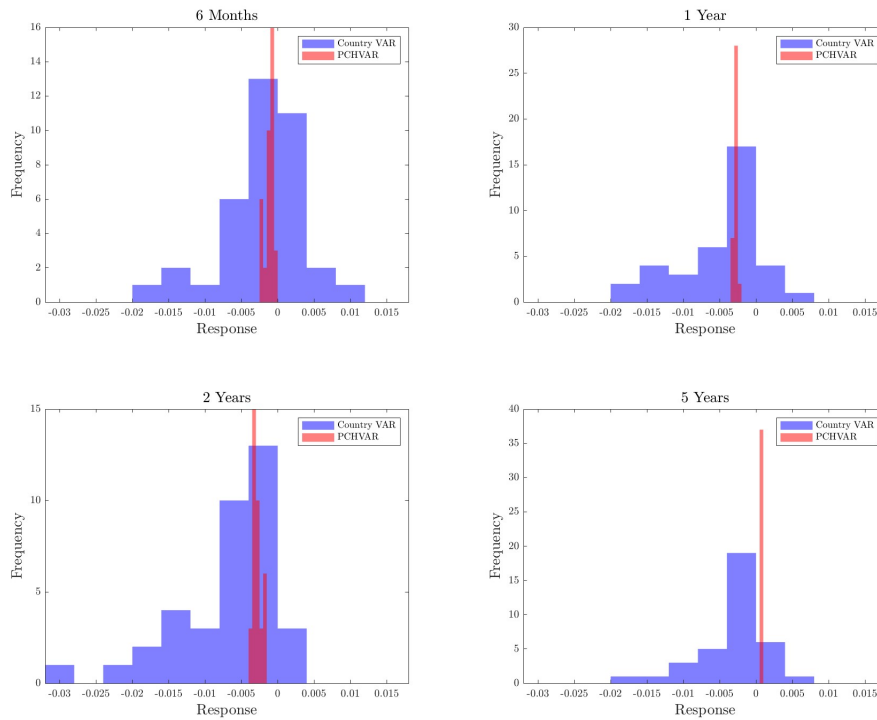 6 Months
16
14
12
10
8
6
4
2
0
Frequency
Country VAR
PCHVAR
-0.03 -0.025 -0.02 -0.015 -0.01 -0.005 0 0.005 0.01 0.015
Response
1 Year
30
25
20
15
10
5
0
Frequency
Country VAR
PCHVAR
-0.03 -0.025 -0.02 -0.015 -0.01 -0.005 0 0.005 0.01 0.015
Response
2 Years
15
10
5
0
Frequency
Country VAR
PCHVAR
-0.03 -0.025 -0.02 -0.015 -0.01 -0.005 0 0.005 0.01 0.015
Response
5 Years
40
35
30
25
20
15
10
5
0
Frequency
Country VAR
PCHVAR
-0.03 -0.025 -0.02 -0.015 -0.01 -0.005 0 0.005 0.01 0.015
Response